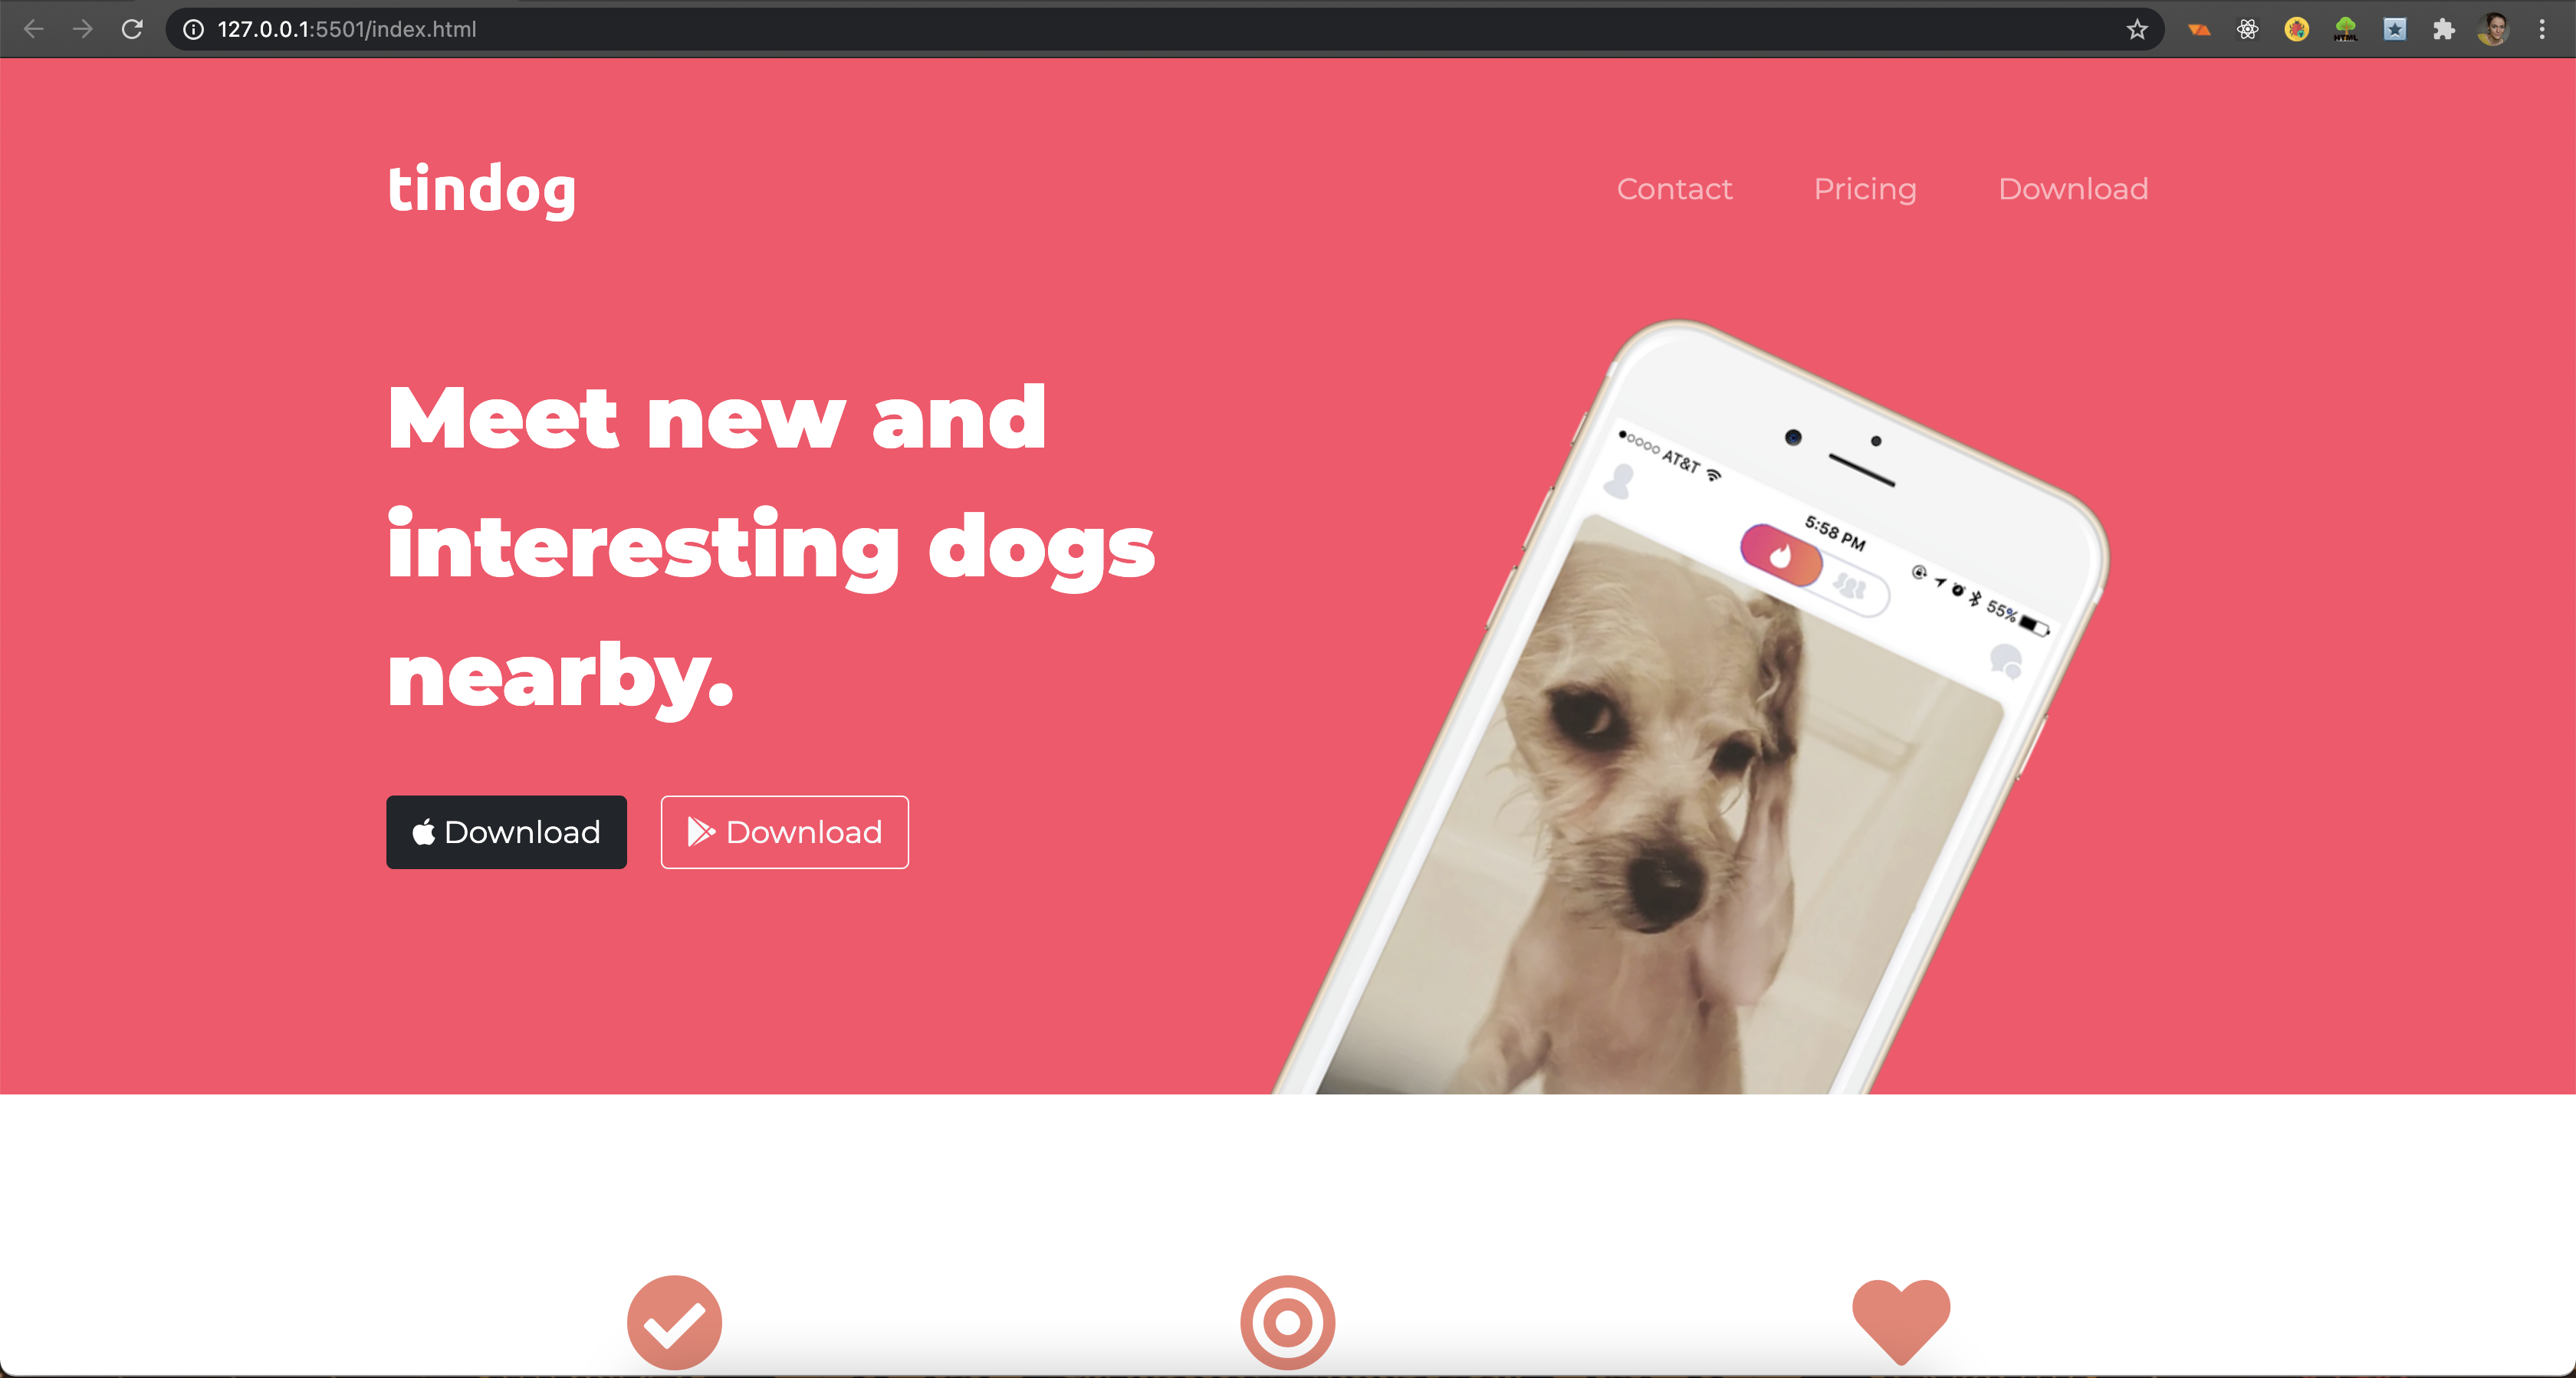 127.0.0.1:5501/index.html
HTML
tindog
Contact Pricing Download
Meet new and
interesting dogs
nearby.
Download Download
AT&T 5:58 PM 55%